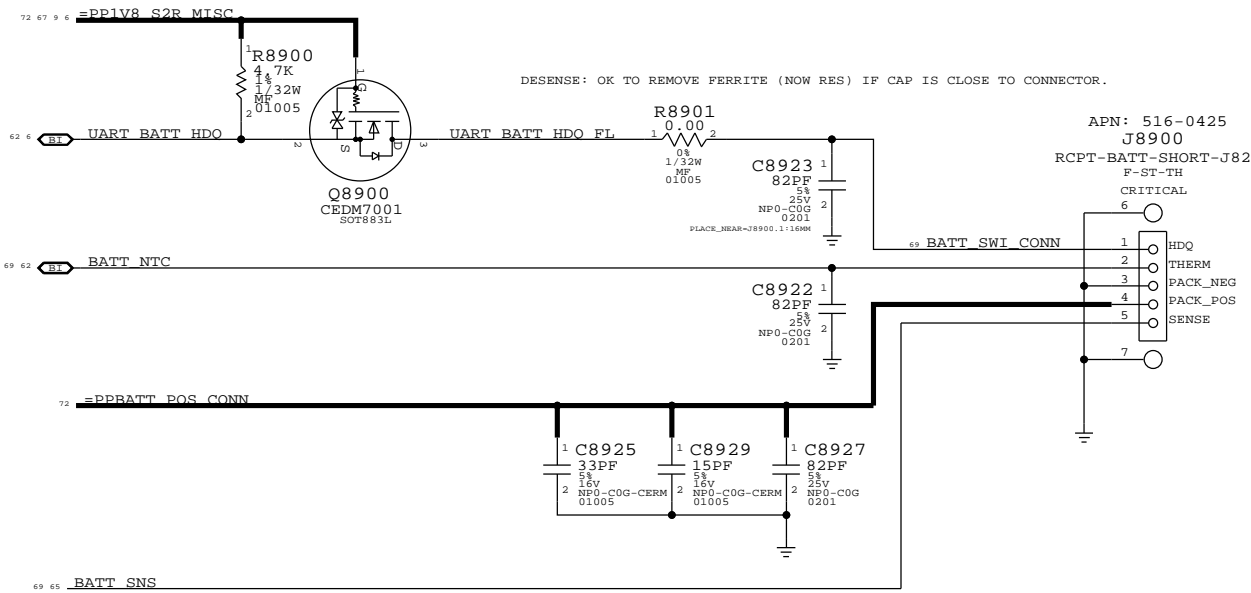 72 67 9 6 =PP1V8_S2R_MISC
1
R8900
4.7K
1%
1/32W
MF
01005
2
1
G
DESENSE: OK TO REMOVE FERRITE (NOW RES) IF CAP IS CLOSE TO CONNECTOR.
62 6 BI UART_BATT_HDQ
2
S
D
3
Q8900
CEDM7001
SOT883L
UART_BATT_HDQ_FL
R8901
1 0.00 2
0%
1/32W
MF
01005
C8923
82PF
5%
25V
NP0-C0G
0201
1
2
PLACE_NEAR=J8900.1:16MM
APN: 516-0425
J8900
RCPT-BATT-SHORT-J82
F-ST-TH
CRITICAL
6
69 BATT_SWI_CONN
1 HDQ
2 THERM
3 PACK_NEG
4 PACK_POS
5 SENSE
7
69 62 BI BATT_NTC
C8922
82PF
5%
25V
NP0-C0G
0201
1
2
72 =PPBATT_POS_CONN
1
C8925
33PF
5%
16V
2
NP0-C0G-CERM
01005
1
C8929
15PF
5%
16V
2
NP0-C0G-CERM
01005
1
C8927
82PF
5%
25V
2
NP0-C0G
0201
69 65 BATT_SNS